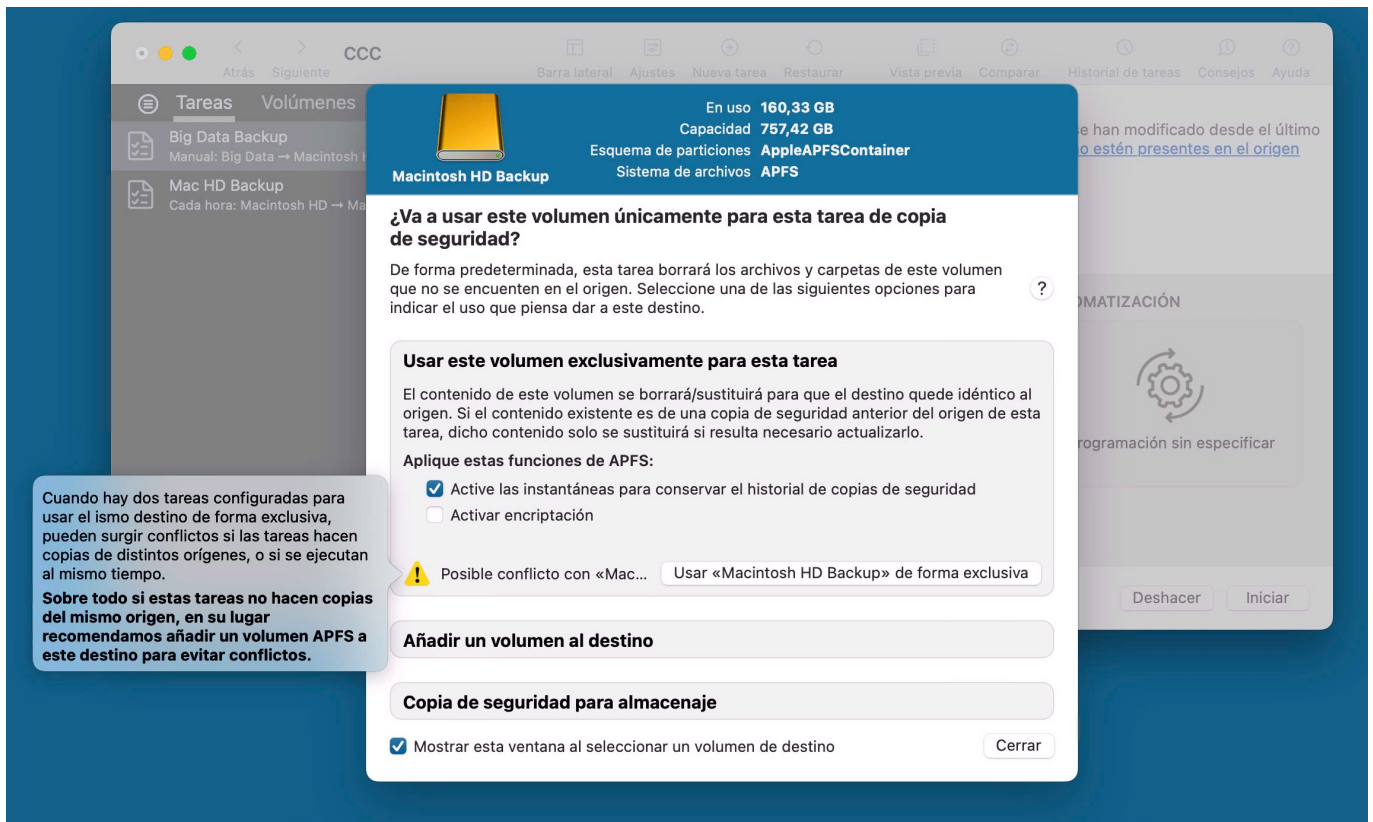 CCC
Atrás Siguiente
Barra lateral Ajustes Nueva tarea Restaurar Vista previa Comparar Historial de tareas Consejos Ayuda
Tareas Volúmenes
Big Data Backup
Manual: Big Data → Macintosh
Mac HD Backup
Cada hora: Macintosh HD → Ma
se han modificado desde el último
o estén presentes en el origen
OMATIZACIÓN
rogramación sin especificar
Deshacer Iniciar
Macintosh HD Backup
En uso 160,33 GB
Capacidad 757,42 GB
Esquema de particiones AppleAPFSContainer
Sistema de archivos APFS
¿Va a usar este volumen únicamente para esta tarea de copia
de seguridad?
De forma predeterminada, esta tarea borrará los archivos y carpetas de este volumen
que no se encuenten en el origen. Seleccione una de las siguientes opciones para
indicar el uso que piensa dar a este destino.
?
Usar este volumen exclusivamente para esta tarea
El contenido de este volumen se borrará/sustituirá para que el destino quede idéntico al
origen. Si el contenido existente es de una copia de seguridad anterior del origen de esta
tarea, dicho contenido solo se sustituirá si resulta necesario actualizarlo.
Aplique estas funciones de APFS:
Active las instantáneas para conservar el historial de copias de seguridad
Activar encriptación
Posible conflicto con «Mac... Usar «Macintosh HD Backup» de forma exclusiva
Cuando hay dos tareas configuradas para
usar el ismo destino de forma exclusiva,
pueden surgir conflictos si las tareas hacen
copias de distintos orígenes, o si se ejecutan
al mismo tiempo.
Sobre todo si estas tareas no hacen copias
del mismo origen, en su lugar
recomendamos añadir un volumen APFS a
este destino para evitar conflictos.
Añadir un volumen al destino
Copia de seguridad para almacenaje
Mostrar esta ventana al seleccionar un volumen de destino
Cerrar